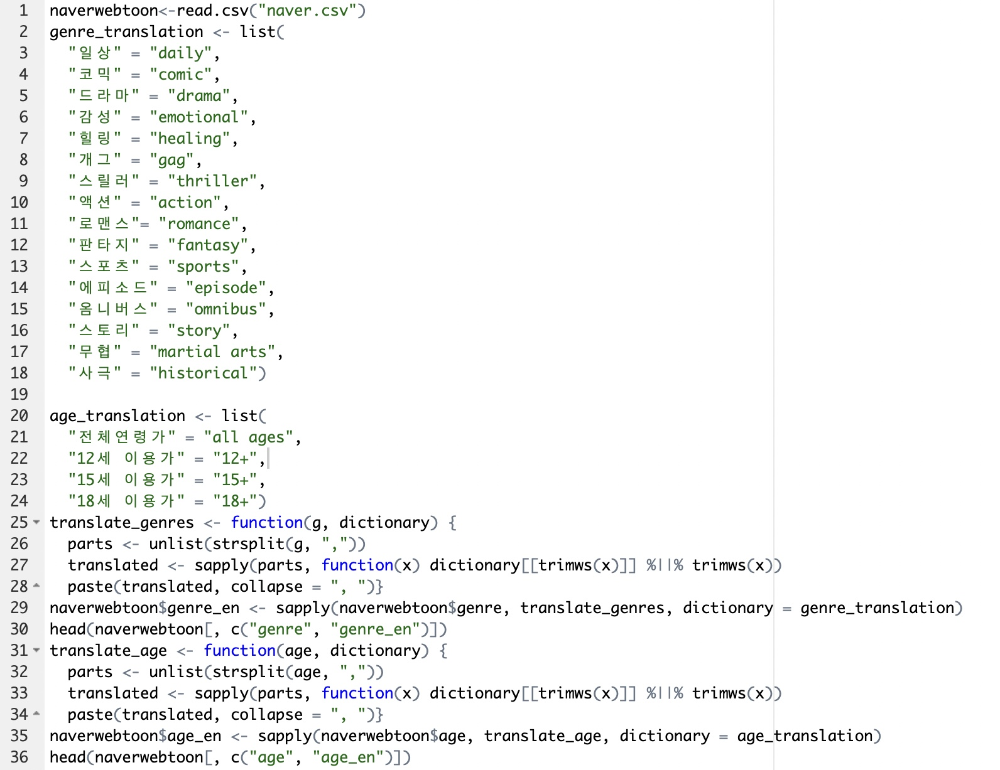 1 naverwebtoon<-read.csv("naver.csv")
2 genre_translation <- list(
3   "일상" = "daily",
4   "코믹" = "comic",
5   "드라마" = "drama",
6   "감성" = "emotional",
7   "힐링" = "healing",
8   "개그" = "gag",
9   "스릴러" = "thriller",
10   "액션" = "action",
11   "로맨스"= "romance",
12   "판타지" = "fantasy",
13   "스포츠" = "sports",
14   "에피소드" = "episode",
15   "옴니버스" = "omnibus",
16   "스토리" = "story",
17   "무협" = "martial arts",
18   "사극" = "historical")
19
20 age_translation <- list(
21   "전체연령가" = "all ages",
22   "12세 이용가" = "12+",
23   "15세 이용가" = "15+",
24   "18세 이용가" = "18+")
25 translate_genres <- function(g, dictionary) {
26   parts <- unlist(strsplit(g, ","))
27   translated <- sapply(parts, function(x) dictionary[[trimws(x)]] %||% trimws(x))
28   paste(translated, collapse = ", ")}
29 naverwebtoon$genre_en <- sapply(naverwebtoon$genre, translate_genres, dictionary = genre_translation)
30 head(naverwebtoon[, c("genre", "genre_en")])
31 translate_age <- function(age, dictionary) {
32   parts <- unlist(strsplit(age, ","))
33   translated <- sapply(parts, function(x) dictionary[[trimws(x)]] %||% trimws(x))
34   paste(translated, collapse = ", ")}
35 naverwebtoon$age_en <- sapply(naverwebtoon$age, translate_age, dictionary = age_translation)
36 head(naverwebtoon[, c("age", "age_en")])